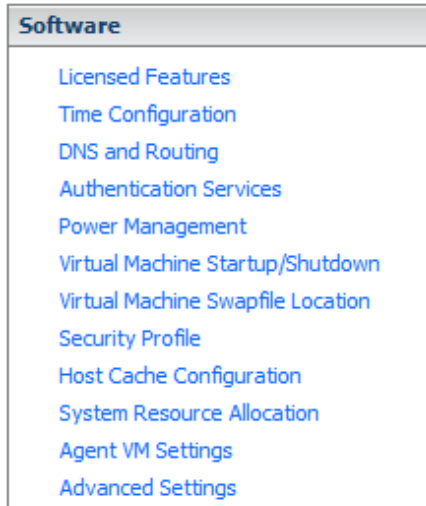 Software
Licensed Features
Time Configuration
DNS and Routing
Authentication Services
Power Management
Virtual Machine Startup/Shutdown
Virtual Machine Swapfile Location
Security Profile
Host Cache Configuration
System Resource Allocation
Agent VM Settings
Advanced Settings